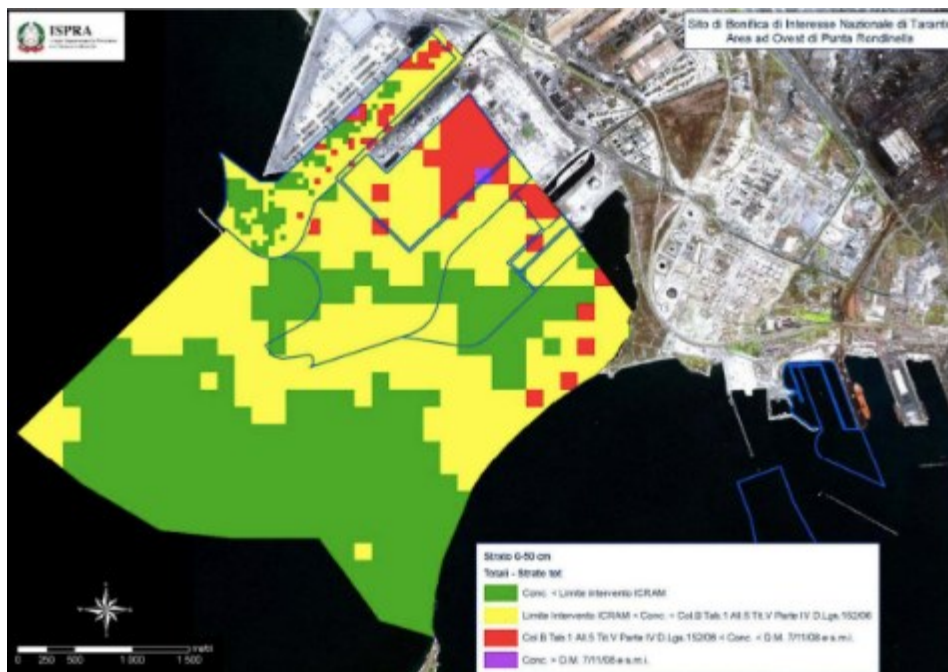 ISPRA
Sito di Bonifica di Interesse Nazionale di Taranto
Area ad Ovest di Punta Rondinella
Strato 0-50 cm
Totali - Strato tot
Conc. < Limite Intervento ICRAM
Limite Intervento ICRAM < Conc. < Col.B Tab.1 All.5 Tit.V Parte IV D.Lgs.152/06
Col.B Tab.1 All.5 Tit.V Parte IV D.Lgs.152/06 < Conc. < D.M. 7/11/08 e s.m.i.
Conc. > D.M. 7/11/08 e s.m.i.
0 250 500 1 000 1 500
metri